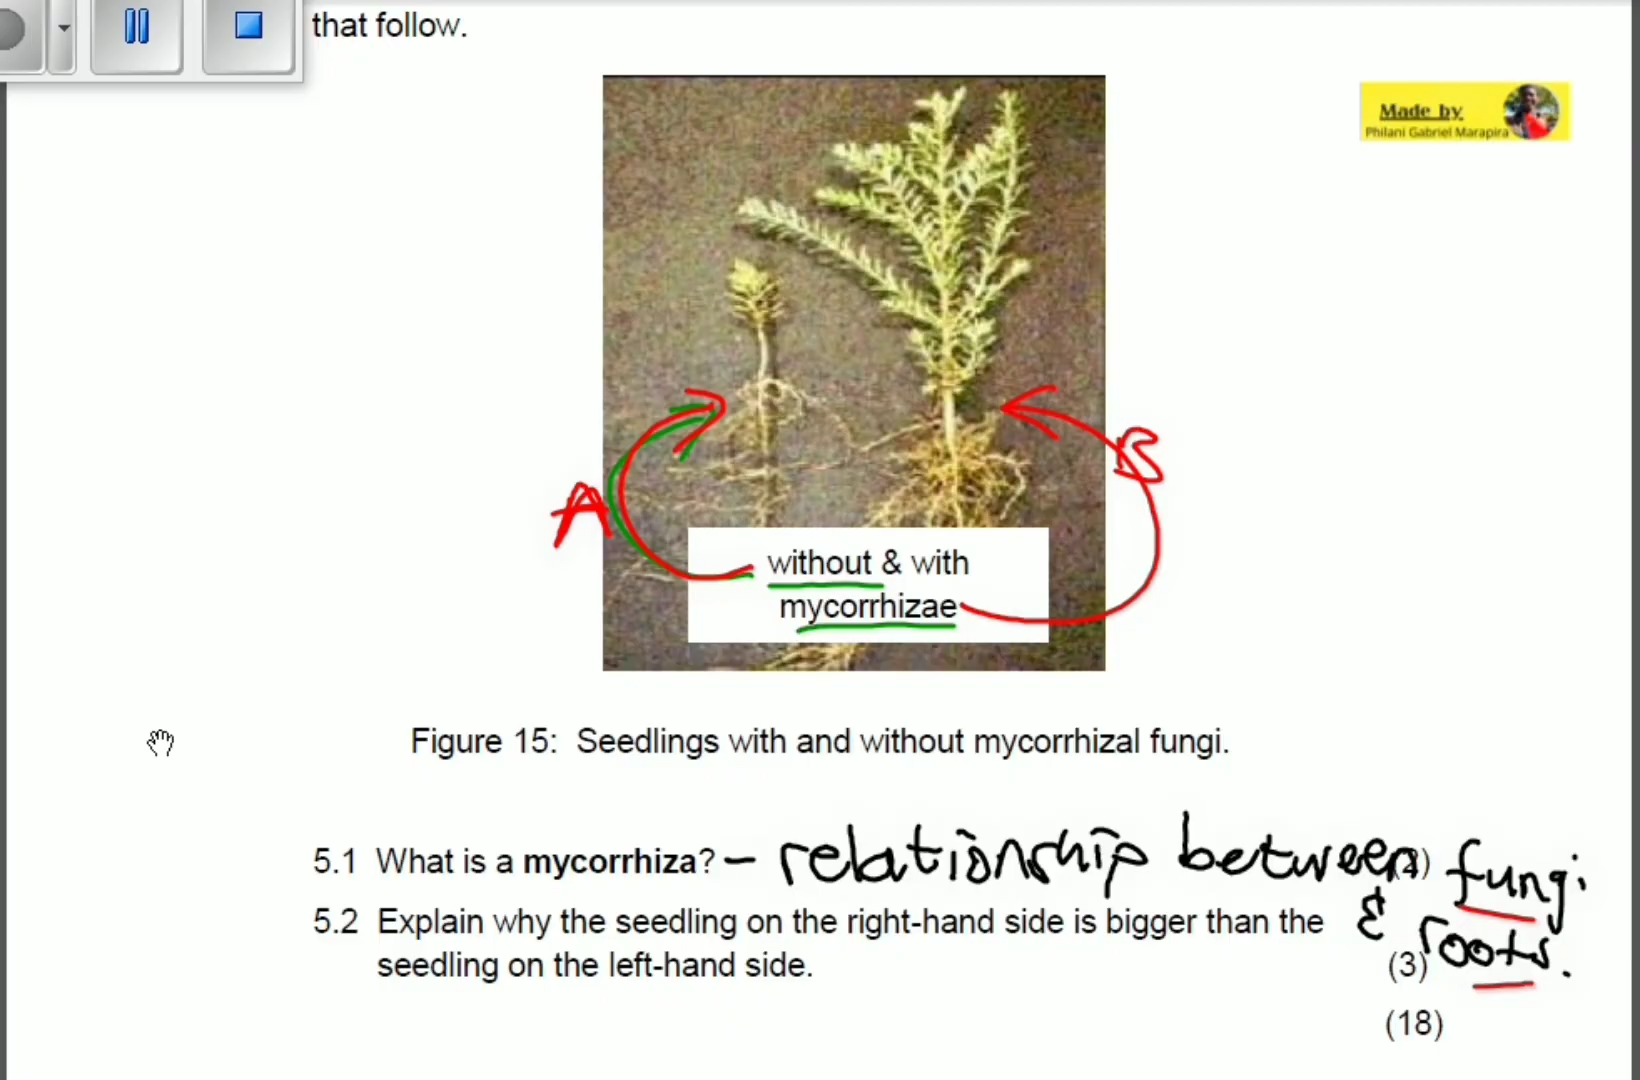 that follow.
Made by
Philani Gabriel Marapira
A
B
without & with
mycorrhizae
Figure 15: Seedlings with and without mycorrhizal fungi.
5.1 What is a mycorrhiza? – relationship between fungi
& roots.
5.2 Explain why the seedling on the right-hand side is bigger than the
seedling on the left-hand side. (3)
(18)